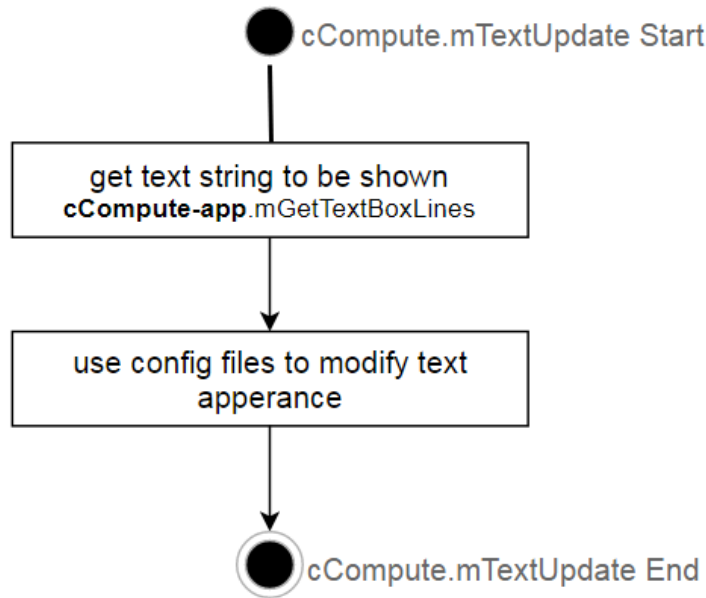 cCompute.mTextUpdate Start
get text string to be shown
cCompute-app.mGetTextBoxLines
use config files to modify text
apperance
cCompute.mTextUpdate End